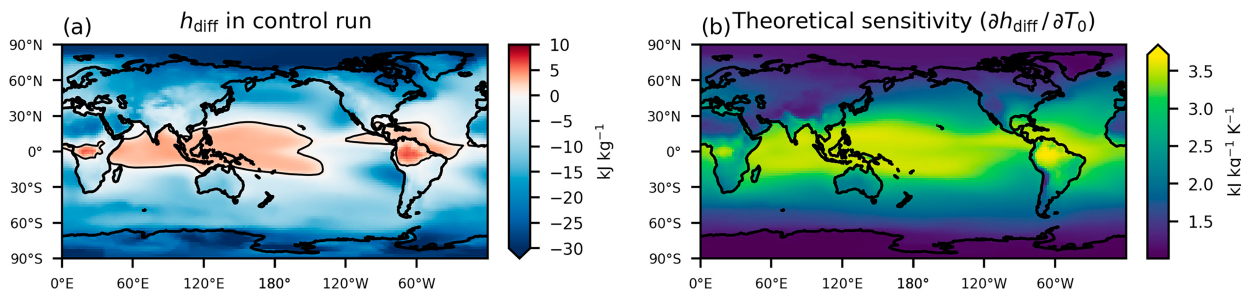 (a)
h_diff in control run
90°N
60°N
30°N
0°
30°S
60°S
90°S
0°E
60°E
120°E
180°
120°W
60°W
10
5
0
−5
−10
−15
−20
−25
−30
kJ kg⁻¹
(b)
Theoretical sensitivity (∂h_diff / ∂T₀)
90°N
60°N
30°N
0°
30°S
60°S
90°S
0°E
60°E
120°E
180°
120°W
60°W
3.5
3.0
2.5
2.0
1.5
kJ kg⁻¹ K⁻¹